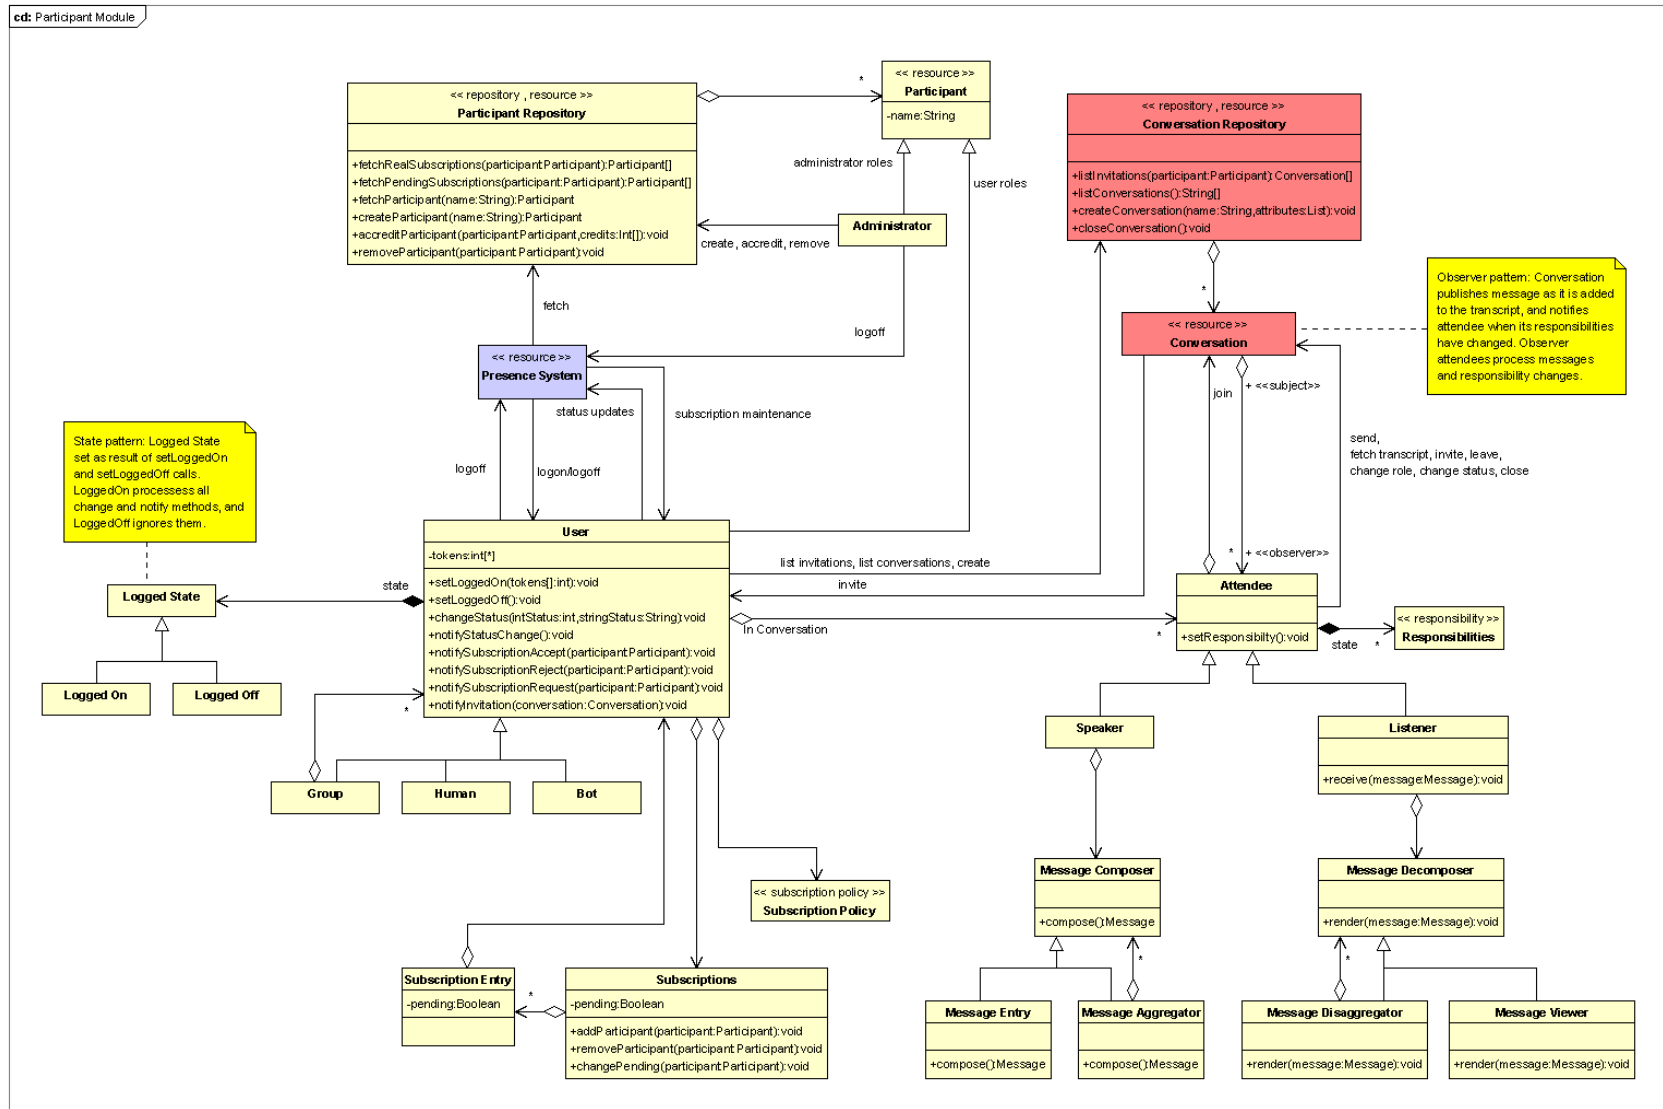 cd: Participant Module
<< repository , resource >>
Participant Repository
+fetchRealSubscriptions(participant:Participant):Participant[]
+fetchPendingSubscriptions(participant:Participant):Participant[]
+fetchParticipant(name:String):Participant
+createParticipant(name:String):Participant
+accreditParticipant(participant:Participant,credits:Int[]):void
+removeParticipant(participant:Participant):void
*
<< resource >>
Participant
-name:String
administrator roles
user roles
Administrator
create, accredit, remove
logoff
fetch
<< repository , resource >>
Conversation Repository
+listInvitations(participant:Participant):Conversation[]
+listConversations():String[]
+createConversation(name:String,attributes:List):void
+closeConversation():void
*
<< resource >>
Conversation
Observer pattern: Conversation
publishes message as it is added
to the transcript, and notifies
attendee when its responsibilities
have changed. Observer
attendees process messages
and responsibility changes.
<< resource >>
Presence System
status updates
subscription maintenance
logoff
logon/logoff
join
+ <<subject>>
send,
fetch transcript, invite, leave,
change role, change status, close
* + <<observer>>
State pattern: Logged State
set as result of setLoggedOn
and setLoggedOff calls.
LoggedOn processess all
change and notify methods, and
LoggedOff ignores them.
Logged State
state
Logged On
Logged Off
User
-tokens:int[*]
+setLoggedOn(tokens[]:int):void
+setLoggedOff():void
+changeStatus(intStatus:int,stringStatus:String):void
+notifyStatusChange():void
+notifySubscriptionAccept(participant:Participant):void
+notifySubscriptionReject(participant:Participant):void
+notifySubscriptionRequest(participant:Participant):void
+notifyInvitation(conversation:Conversation):void
list invitations, list conversations, create
invite
In Conversation
*
Attendee
+setResponsibilty():void
state
*
<< responsibility >>
Responsibilities
*
Group
Human
Bot
Speaker
Listener
+receive(message:Message):void
<< subscription policy >>
Subscription Policy
Message Composer
+compose():Message
Message Decomposer
+render(message:Message):void
Subscription Entry
-pending:Boolean
*
Subscriptions
-pending:Boolean
+addParticipant(participant:Participant):void
+removeParticipant(participant:Participant):void
+changePending(participant:Participant):void
*
*
Message Entry
+compose():Message
Message Aggregator
+compose():Message
Message Disaggregator
+render(message:Message):void
Message Viewer
+render(message:Message):void